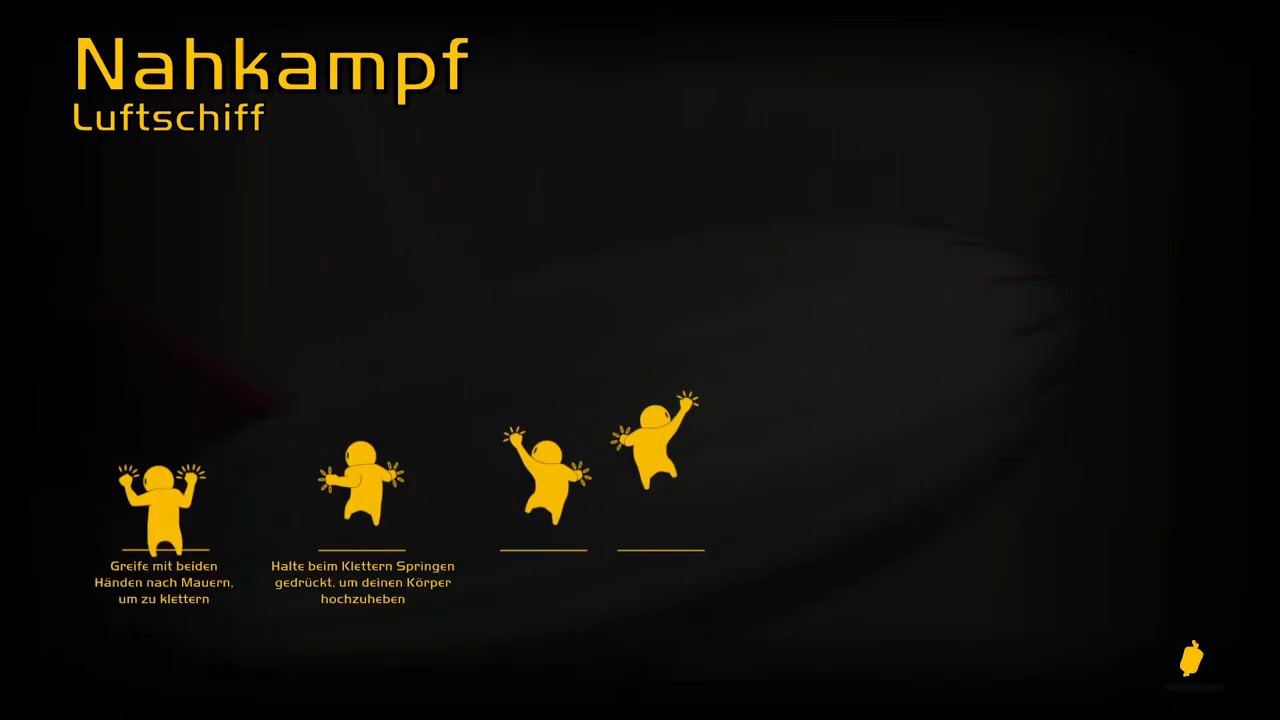 Nahkampf
Luftschiff
Greife mit beiden
Händen nach Mauern,
um zu klettern
Halte beim Klettern Springen
gedrückt, um deinen Körper
hochzuheben